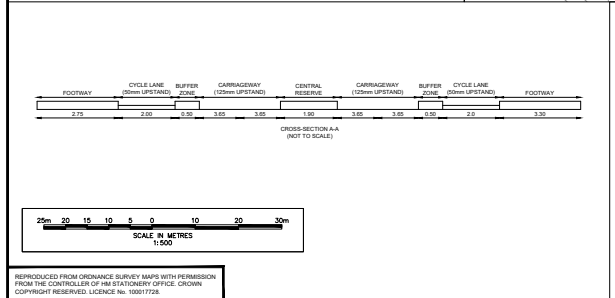 FOOTWAY
CYCLE LANE
(50mm UPSTAND)
BUFFER
ZONE
CARRIAGEWAY
(125mm UPSTAND)
CENTRAL
RESERVE
CARRIAGEWAY
(125mm UPSTAND)
BUFFER
ZONE
CYCLE LANE
(50mm UPSTAND)
FOOTWAY
2.75 2.00 0.50 3.65 3.65 1.90 3.65 3.65 0.50 2.0 3.30
CROSS-SECTION A-A
(NOT TO SCALE)
25m 20 15 10 5 0 10 20 30m
SCALE IN METRES
1:500
REPRODUCED FROM ORDNANCE SURVEY MAPS WITH PERMISSION
FROM THE CONTROLLER OF HM STATIONERY OFFICE. CROWN
COPYRIGHT RESERVED. LICENCE No. 100017728.